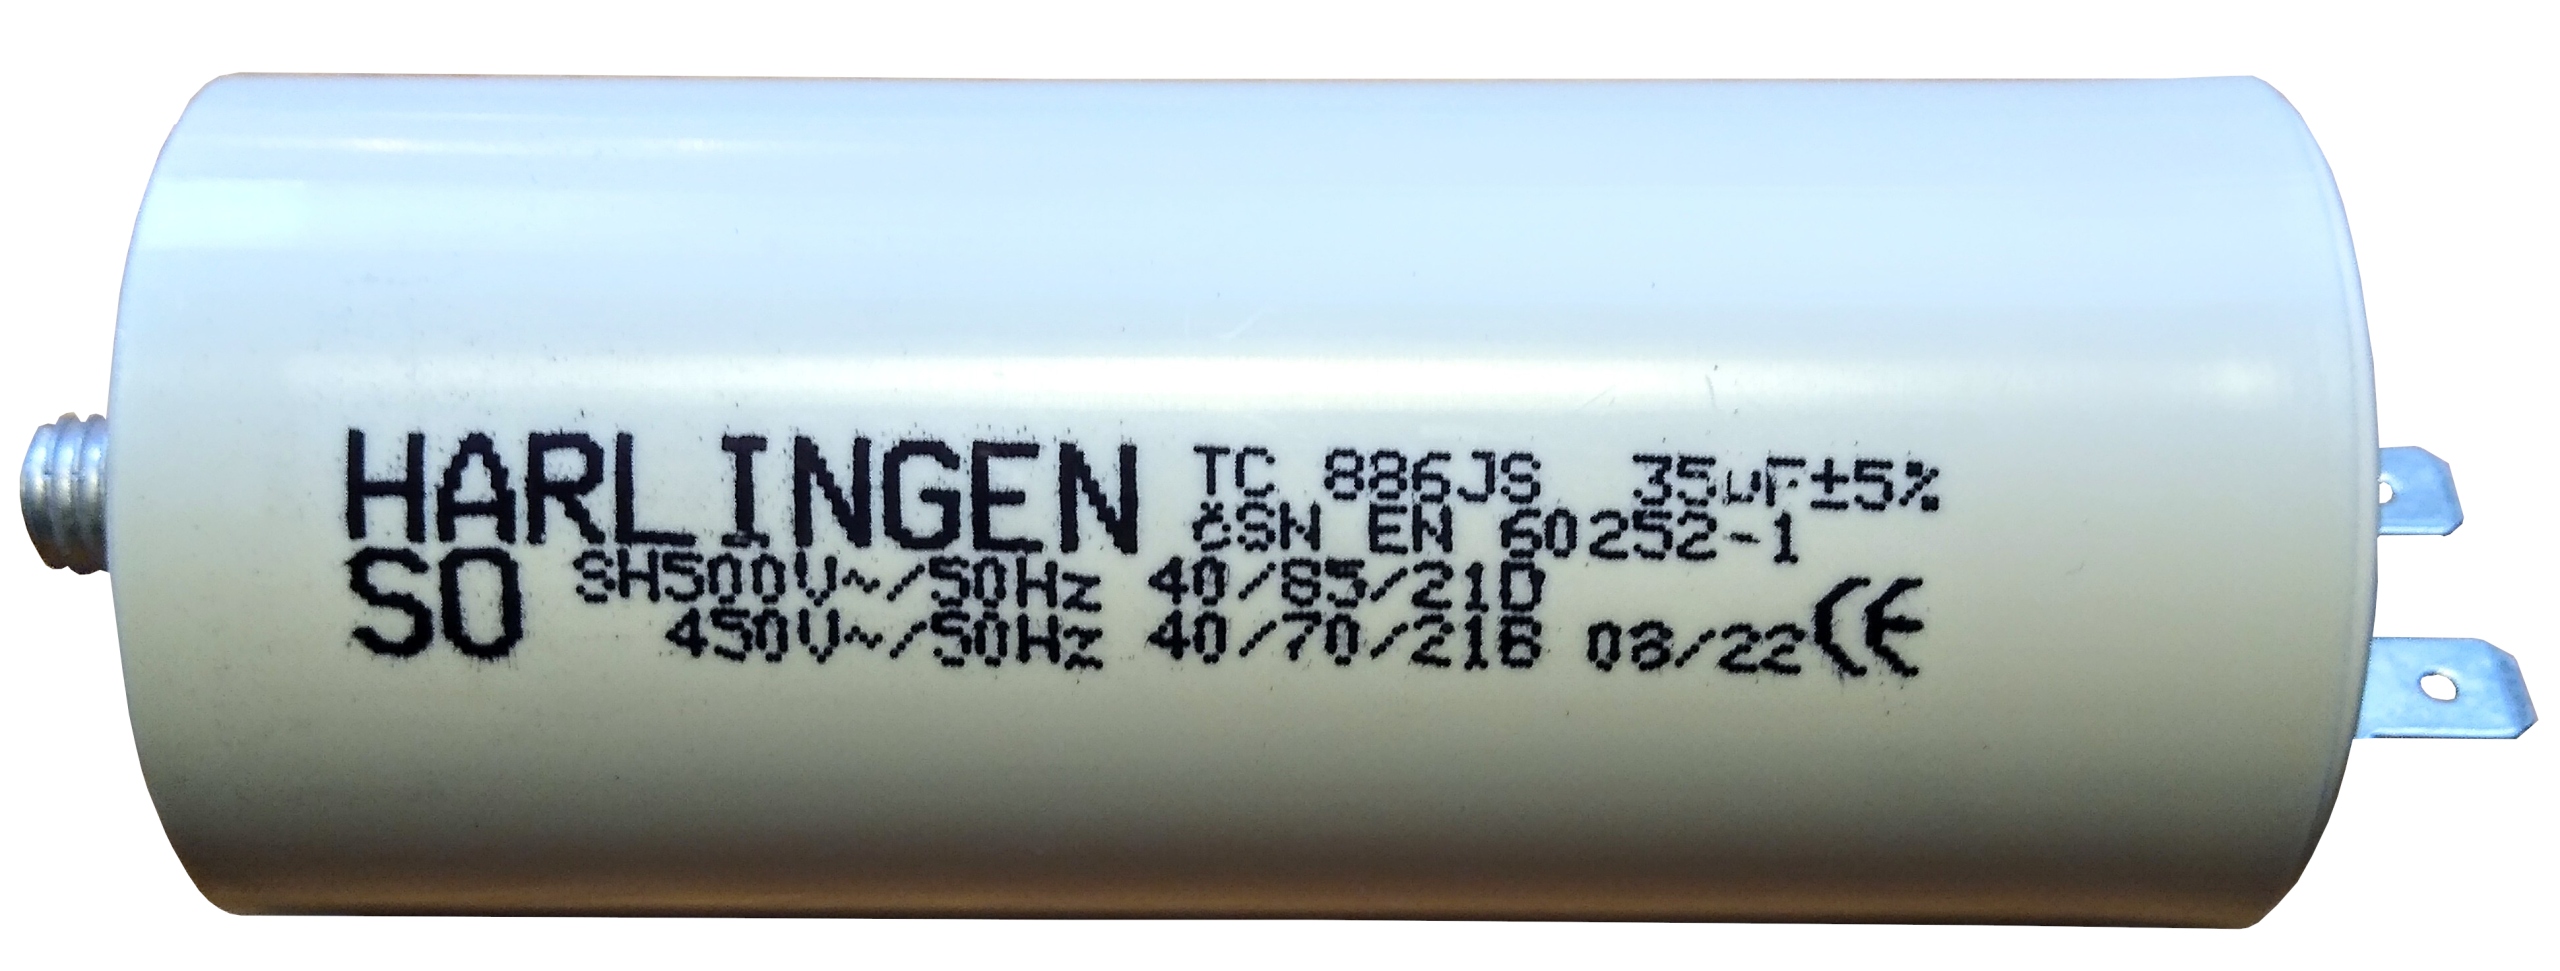 HARLINGEN TC 886JS 35µF±5%
ČSN EN 60252-1
SO SH500V~/50Hz 40/85/21D
450V~/50Hz 40/70/21B 08/22 CE